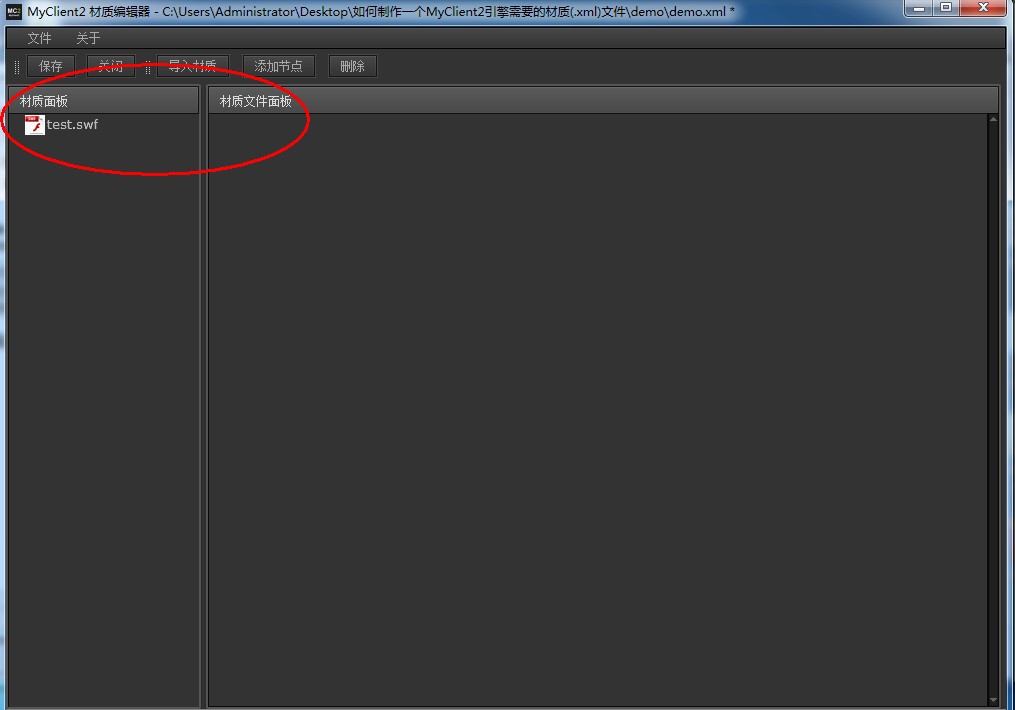 MyClient2 材质编辑器 - C:\Users\Administrator\Desktop\如何制作一个MyClient2引擎需要的材质(.xml)文件\demo\demo.xml *
文件 关于
保存 关闭 导入材质 添加节点 删除
材质面板 材质文件面板
test.swf